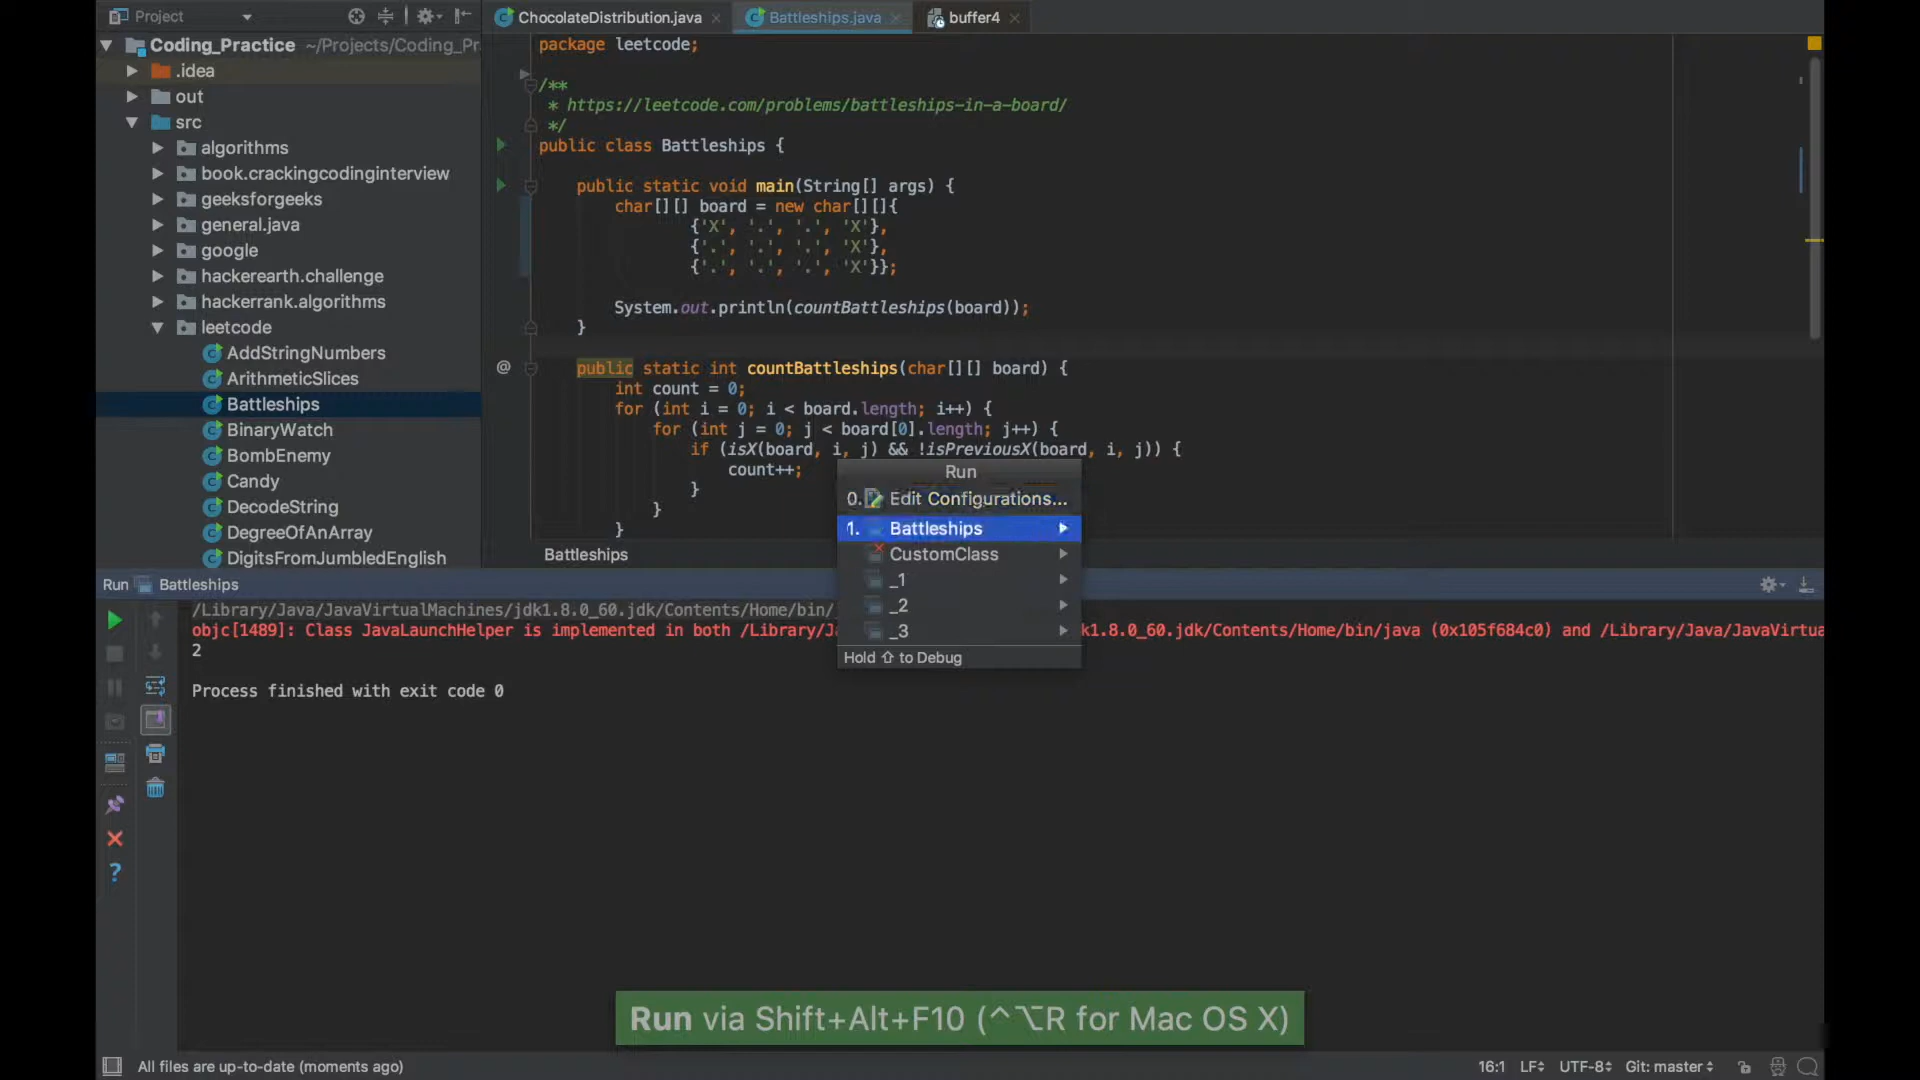 Project
ChocolateDistribution.java
Battleships.java
buffer4
Coding_Practice ~/Projects/Coding_Pr
.idea
out
src
algorithms
book.crackingcodinginterview
geeksforgeeks
general.java
google
hackerearth.challenge
hackerrank.algorithms
leetcode
AddStringNumbers
ArithmeticSlices
Battleships
BinaryWatch
BombEnemy
Candy
DecodeString
DegreeOfAnArray
DigitsFromJumbledEnglish
package leetcode;
/**
* https://leetcode.com/problems/battleships-in-a-board/
*/
public class Battleships {
public static void main(String[] args) {
char[][] board = new char[][]{
{'X', '.', '.', 'X'},
{'.', '.', '.', 'X'},
{'.', '.', '.', 'X'}};
System.out.println(countBattleships(board));
}
@ public static int countBattleships(char[][] board) {
int count = 0;
for (int i = 0; i < board.length; i++) {
for (int j = 0; j < board[0].length; j++) {
if (isX(board, i, j) && !isPreviousX(board, i, j)) {
count++;
}
}
}
Battleships
Run
0. Edit Configurations...
1. Battleships
CustomClass
_1
_2
_3
Hold ⇧ to Debug
Run Battleships
/Library/Java/JavaVirtualMachines/jdk1.8.0_60.jdk/Contents/Home/bin/
objc[1489]: Class JavaLaunchHelper is implemented in both /Library/Ja k1.8.0_60.jdk/Contents/Home/bin/java (0x105f684c0) and /Library/Java/JavaVirtua
2
Process finished with exit code 0
?
Run via Shift+Alt+F10 (^⌥R for Mac OS X)
All files are up-to-date (moments ago)
16:1 LF UTF-8 Git: master